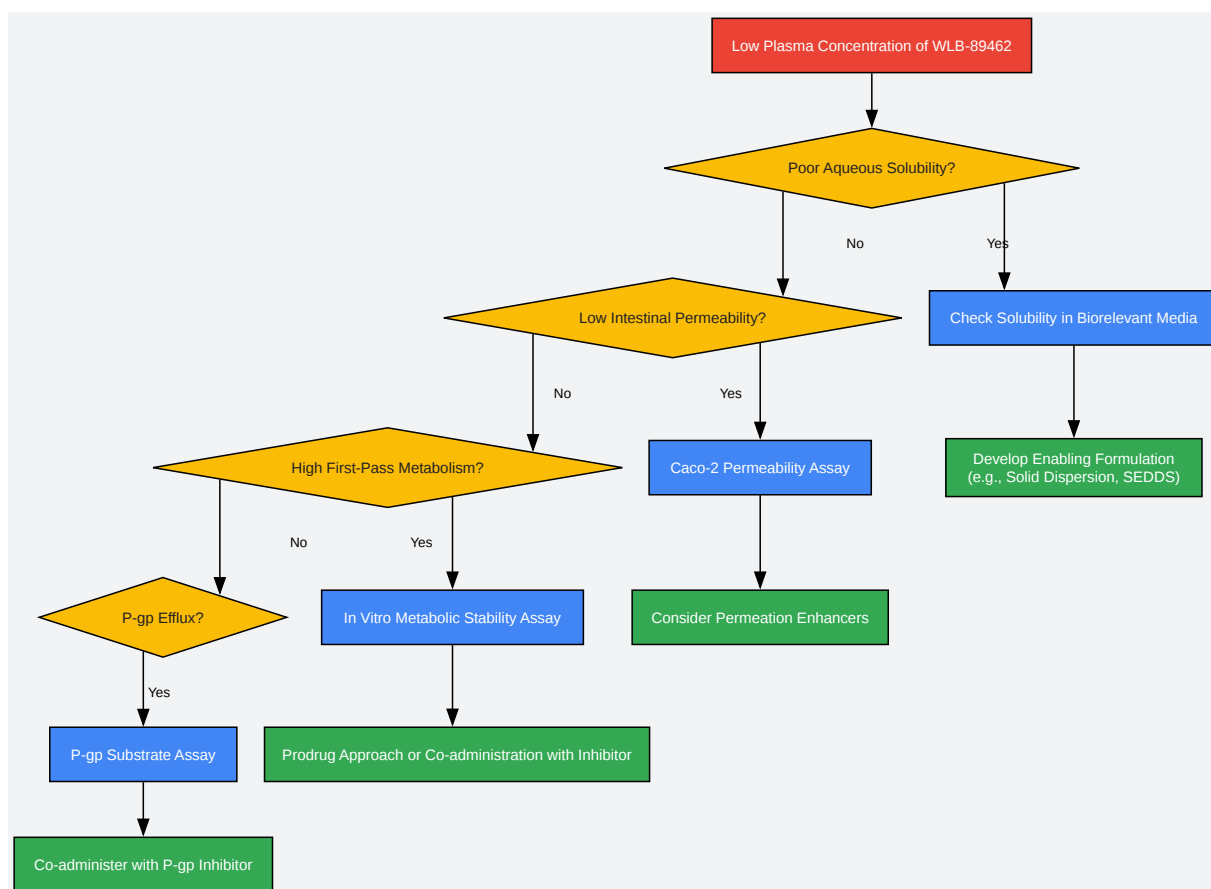 Low Plasma Concentration of WLB-89462
Poor Aqueous Solubility?
No
Yes
Low Intestinal Permeability?
Check Solubility in Biorelevant Media
No
Yes
High First-Pass Metabolism?
Caco-2 Permeability Assay
Develop Enabling Formulation
(e.g., Solid Dispersion, SEDDS)
No
Yes
P-gp Efflux?
In Vitro Metabolic Stability Assay
Consider Permeation Enhancers
Yes
P-gp Substrate Assay
Prodrug Approach or Co-administration with Inhibitor
Co-administer with P-gp Inhibitor